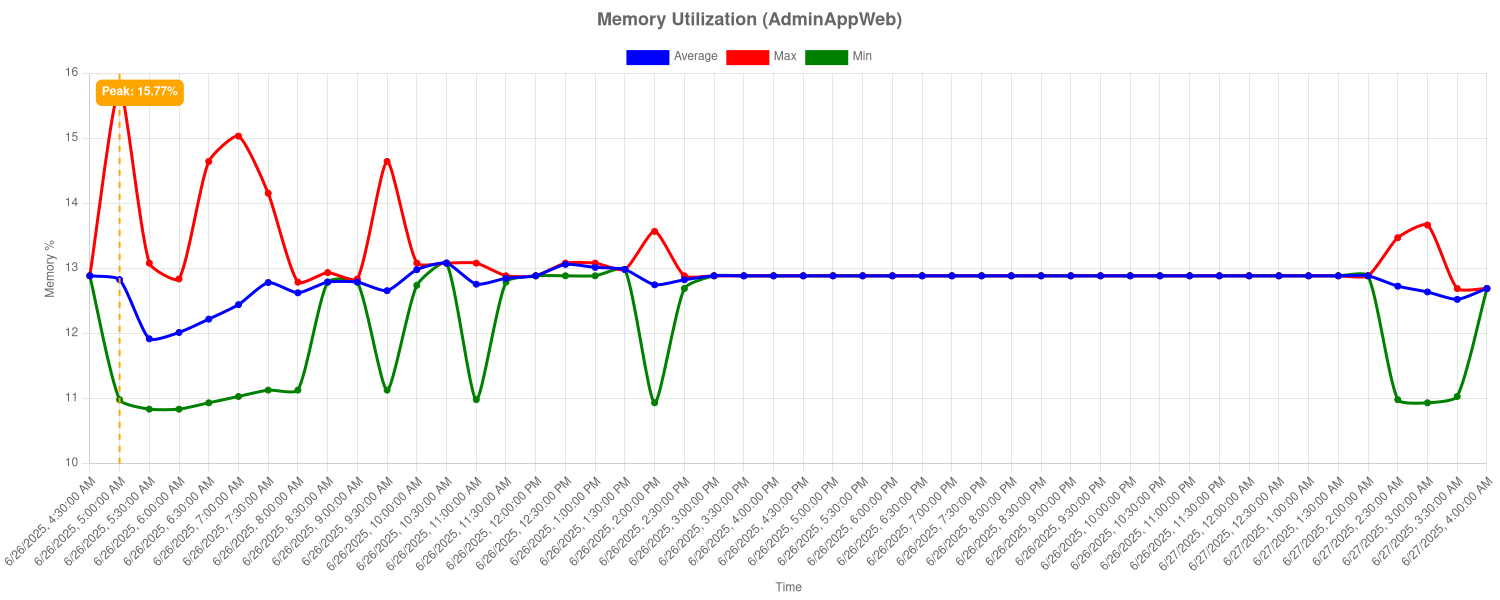 Memory Utilization (AdminAppWeb)
Average Max Min
16
Peak: 15.77%
15
14
13
12
11
10
Memory %
6/26/2025, 4:30:00 AM
6/26/2025, 5:00:00 AM
6/26/2025, 5:30:00 AM
6/26/2025, 6:00:00 AM
6/26/2025, 6:30:00 AM
6/26/2025, 7:00:00 AM
6/26/2025, 7:30:00 AM
6/26/2025, 8:00:00 AM
6/26/2025, 8:30:00 AM
6/26/2025, 9:00:00 AM
6/26/2025, 9:30:00 AM
6/26/2025, 10:00:00 AM
6/26/2025, 10:30:00 AM
6/26/2025, 11:00:00 AM
6/26/2025, 11:30:00 AM
6/26/2025, 12:00:00 PM
6/26/2025, 12:30:00 PM
6/26/2025, 1:00:00 PM
6/26/2025, 1:30:00 PM
6/26/2025, 2:00:00 PM
6/26/2025, 2:30:00 PM
6/26/2025, 3:00:00 PM
6/26/2025, 3:30:00 PM
6/26/2025, 4:00:00 PM
6/26/2025, 4:30:00 PM
6/26/2025, 5:00:00 PM
6/26/2025, 5:30:00 PM
6/26/2025, 6:00:00 PM
6/26/2025, 6:30:00 PM
6/26/2025, 7:00:00 PM
6/26/2025, 7:30:00 PM
6/26/2025, 8:00:00 PM
6/26/2025, 8:30:00 PM
6/26/2025, 9:00:00 PM
6/26/2025, 9:30:00 PM
6/26/2025, 10:00:00 PM
6/26/2025, 10:30:00 PM
6/26/2025, 11:00:00 PM
6/26/2025, 11:30:00 PM
6/27/2025, 12:00:00 AM
6/27/2025, 12:30:00 AM
6/27/2025, 1:00:00 AM
6/27/2025, 1:30:00 AM
6/27/2025, 2:00:00 AM
6/27/2025, 2:30:00 AM
6/27/2025, 3:00:00 AM
6/27/2025, 3:30:00 AM
6/27/2025, 4:00:00 AM
Time